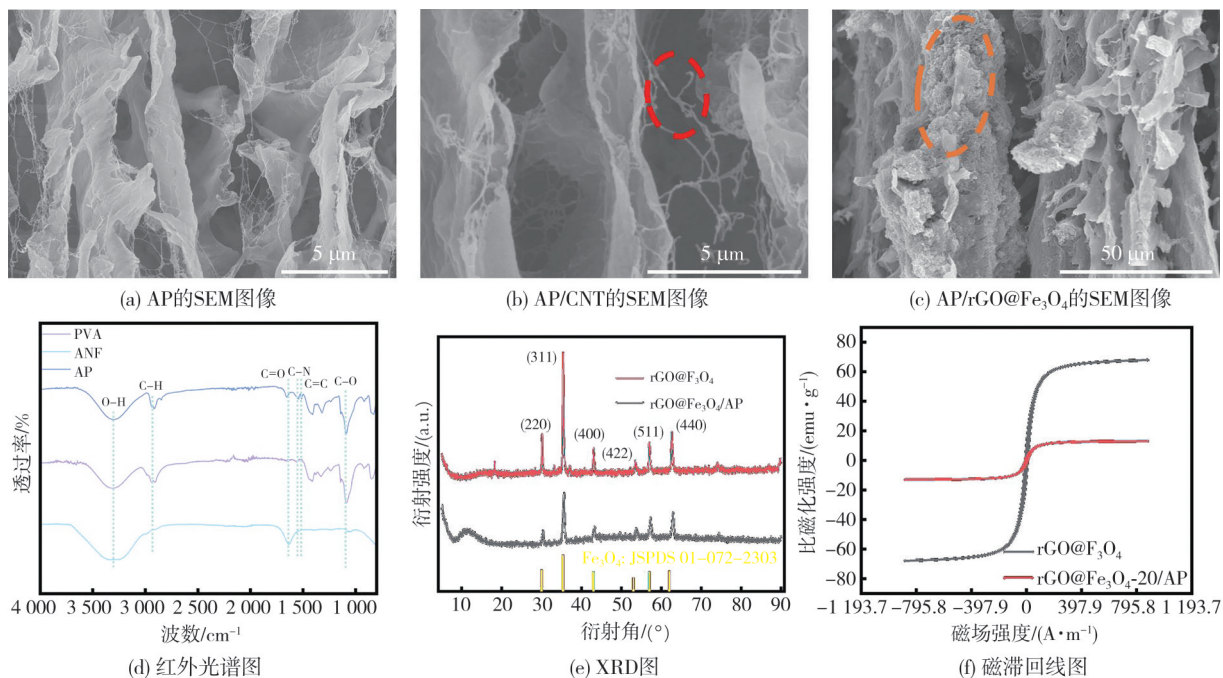 5 μm
5 μm
50 μm
(a) AP的SEM图像
(b) AP/CNT的SEM图像
(c) AP/rGO@Fe₃O₄的SEM图像
PVA
ANF
AP
O-H
C-H
C=O
C-N
C=C
C-O
透过率/%
4 000 3 500 3 000 2 500 2 000 1 500 1 000
波数/cm⁻¹
(d) 红外光谱图
(311)
(220)
(400)
(422)
(511)
(440)
rGO@F₃O₄
rGO@Fe₃O₄/AP
Fe₃O₄: JSPDS 01-072-2303
衍射强度/(a.u.)
10 20 30 40 50 60 70 80 90
衍射角/(°)
(e) XRD图
80
60
40
20
0
-20
-40
-60
-80
比磁化强度/(emu·g⁻¹)
rGO@F₃O₄
rGO@Fe₃O₄-20/AP
-1 193.7 -795.8 -397.9 0 397.9 795.8 1 193.7
磁场强度/(A·m⁻¹)
(f) 磁滞回线图